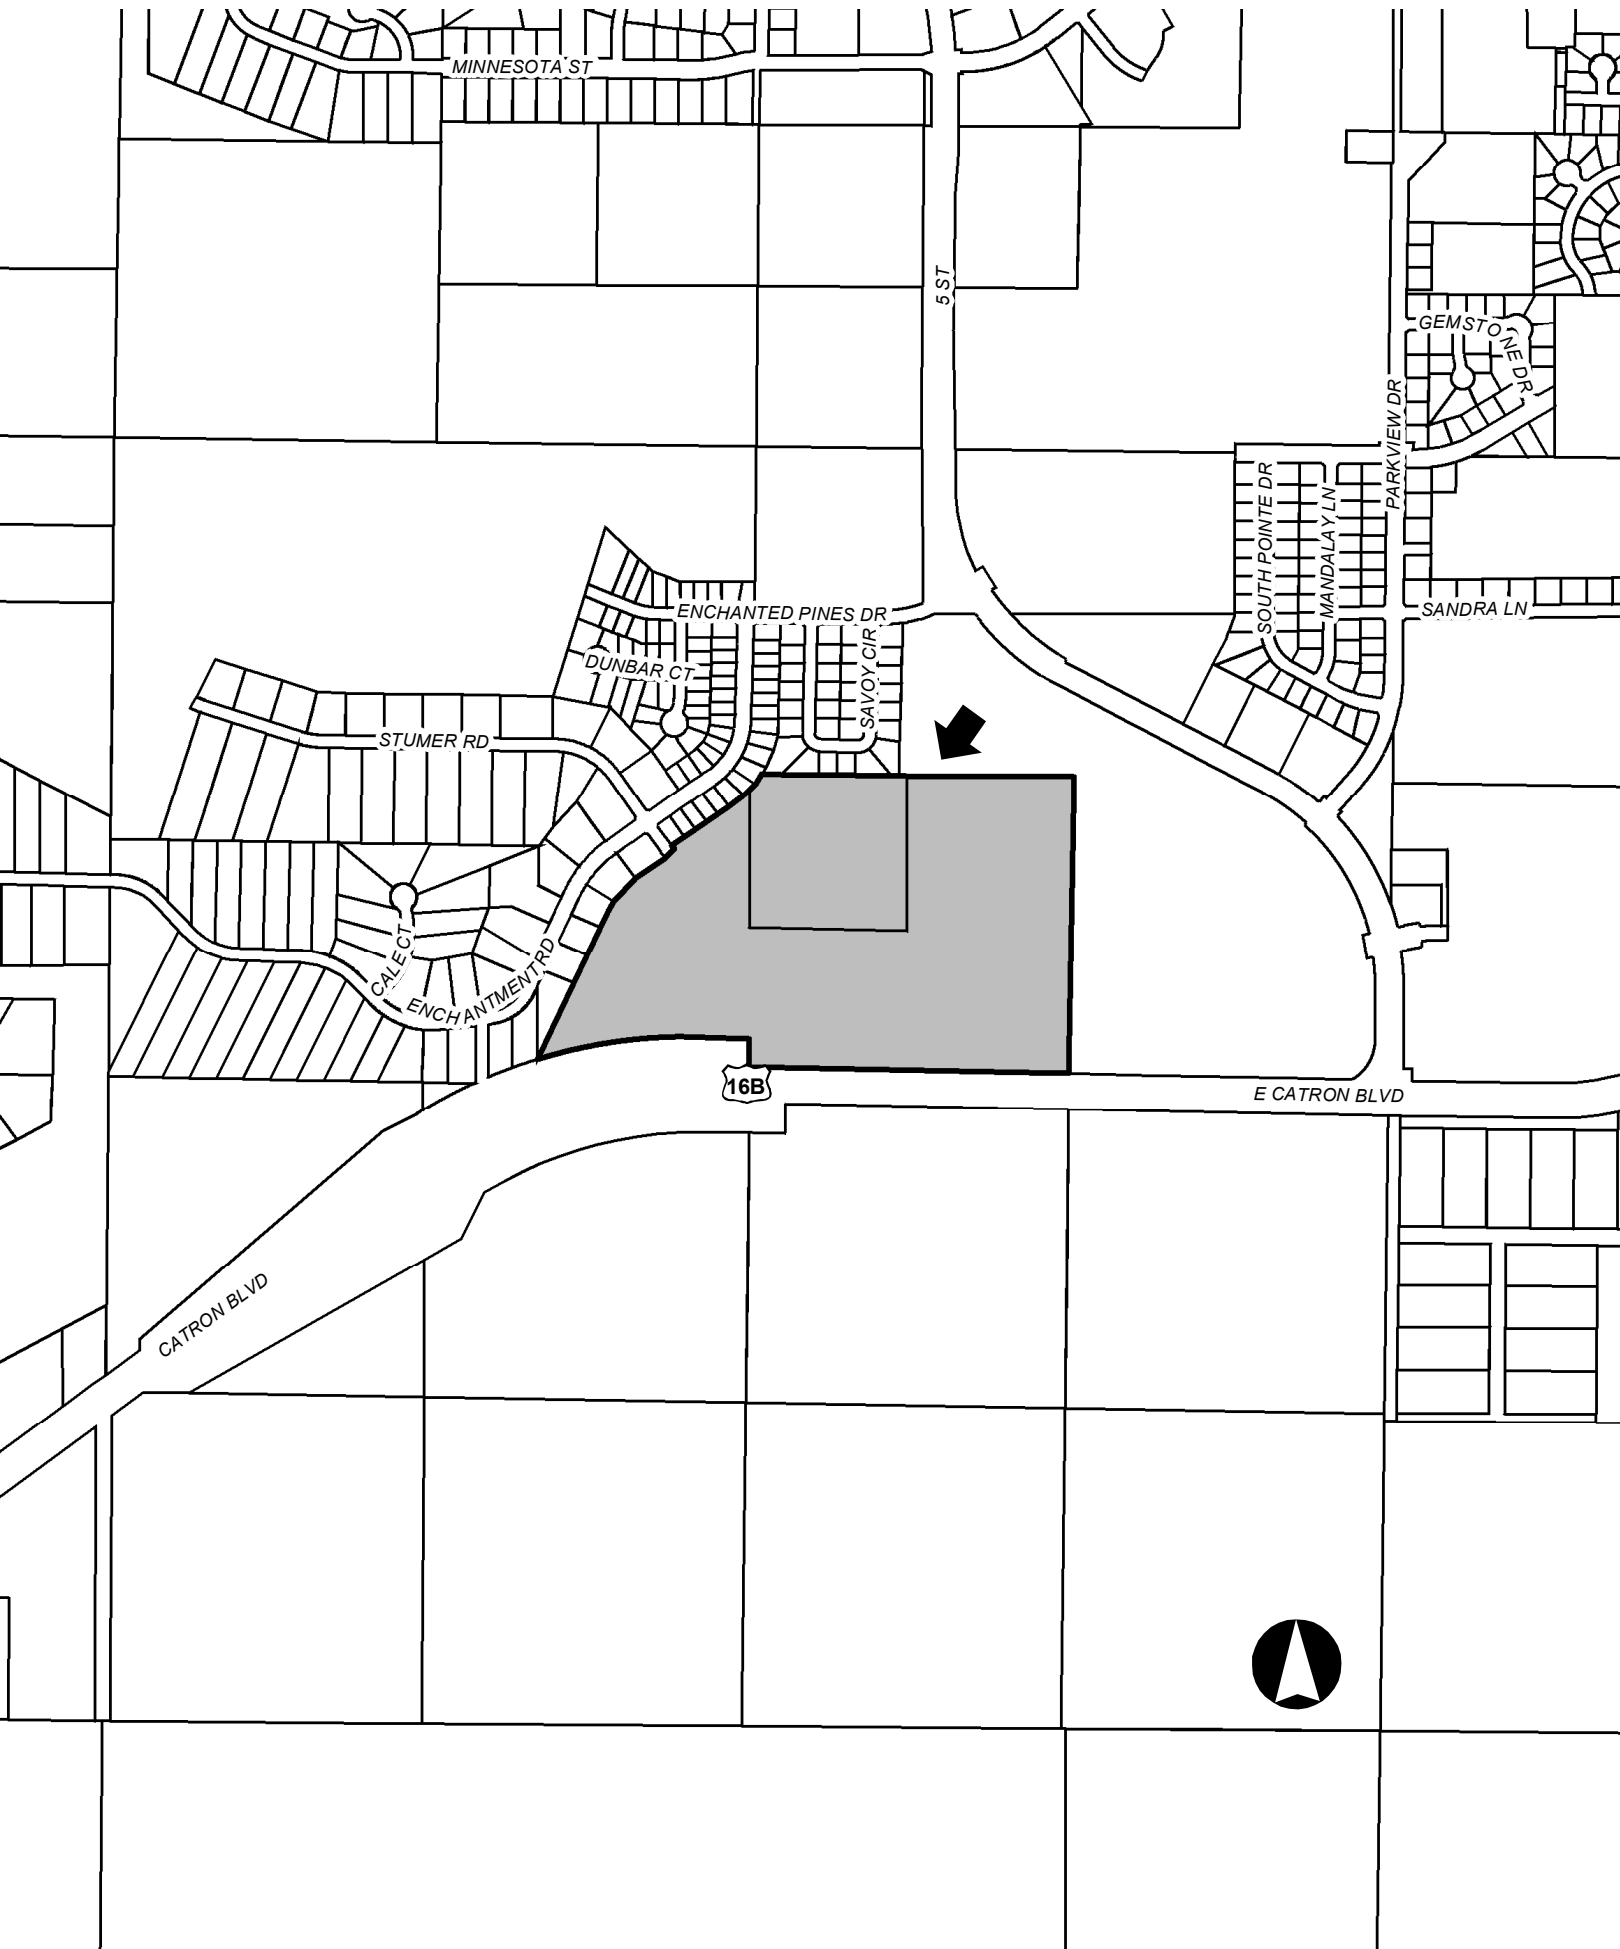 MINNESOTA ST
5 ST
GEMSTONE DR
PARKVIEW DR
SOUTH POINTE DR
MANDALAY LN
SANDRA LN
ENCHANTED PINES DR
DUNBAR CT
SAVOY CIR
STUMER RD
CALE CT
ENCHANTMENT RD
16B
E CATRON BLVD
CATRON BLVD